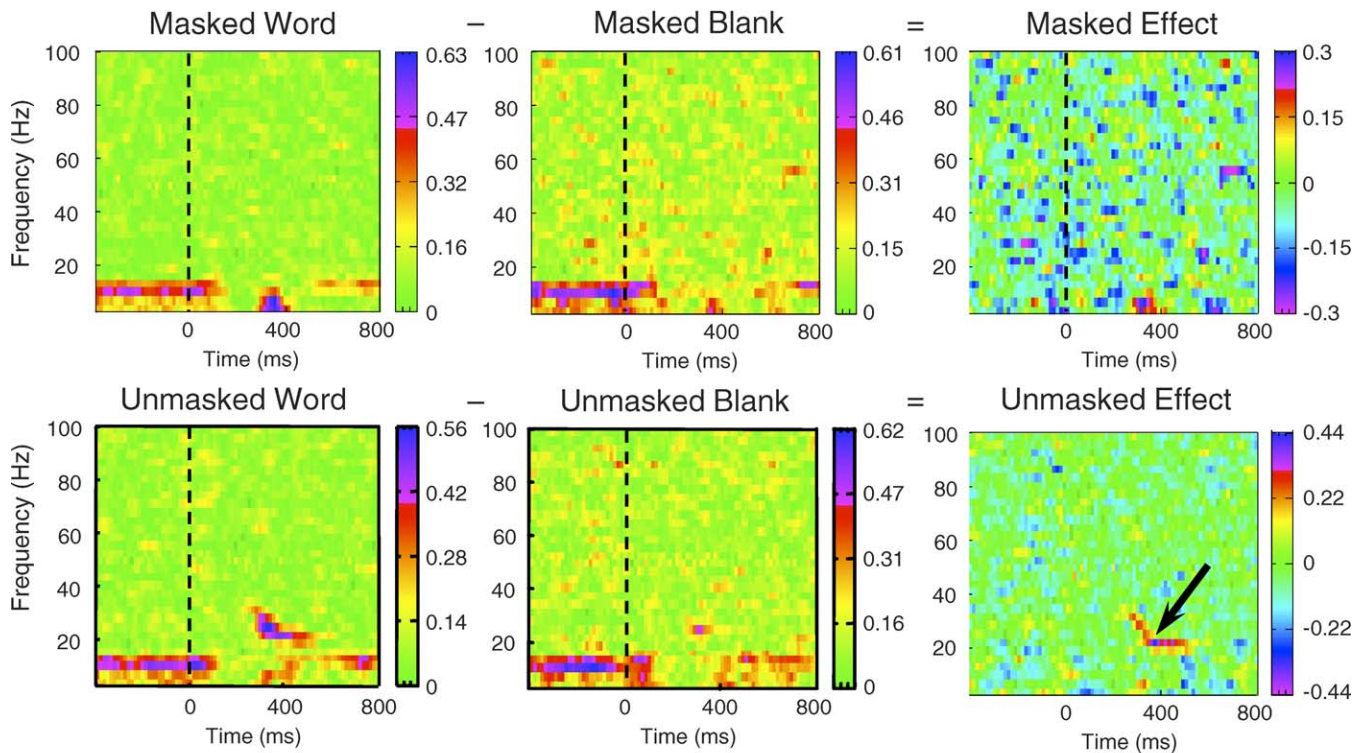 Masked Word − Masked Blank = Masked Effect
100 80 60 40 20
Frequency (Hz)
0 400 800
Time (ms)
0.63 0.47 0.32 0.16 0
100 80 60 40 20
0 400 800
Time (ms)
0.61 0.46 0.31 0.15 0
100 80 60 40 20
0 400 800
Time (ms)
0.3 0.15 0 -0.15 -0.3
Unmasked Word − Unmasked Blank = Unmasked Effect
100 80 60 40 20
Frequency (Hz)
0 400 800
Time (ms)
0.56 0.42 0.28 0.14 0
100 80 60 40 20
0 400 800
Time (ms)
0.62 0.47 0.31 0.16 0
100 80 60 40 20
0 400 800
Time (ms)
0.44 0.22 0 -0.22 -0.44